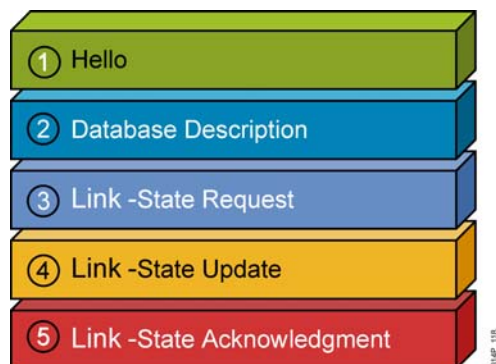 1 Hello
2 Database Description
3 Link -State Request
4 Link -State Update
5 Link -State Acknowledgment